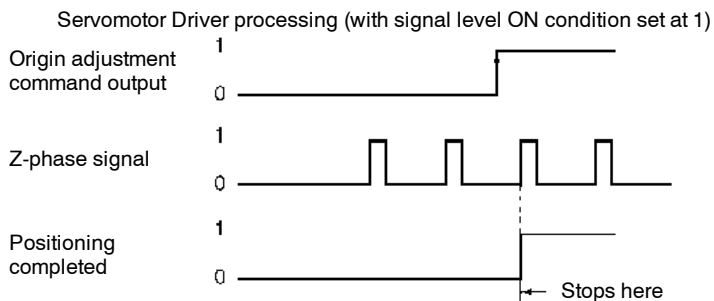 Servomotor Driver processing (with signal level ON condition set at 1)
Origin adjustment
command output
1
0
Z-phase signal
1
0
Positioning
completed
1
0
Stops here